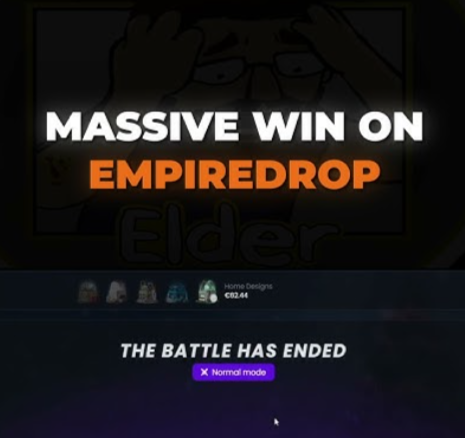 MASSIVE WIN ON
EMPIREDROP
Elder
Home Designs
€82.44
THE BATTLE HAS ENDED
Normal mode